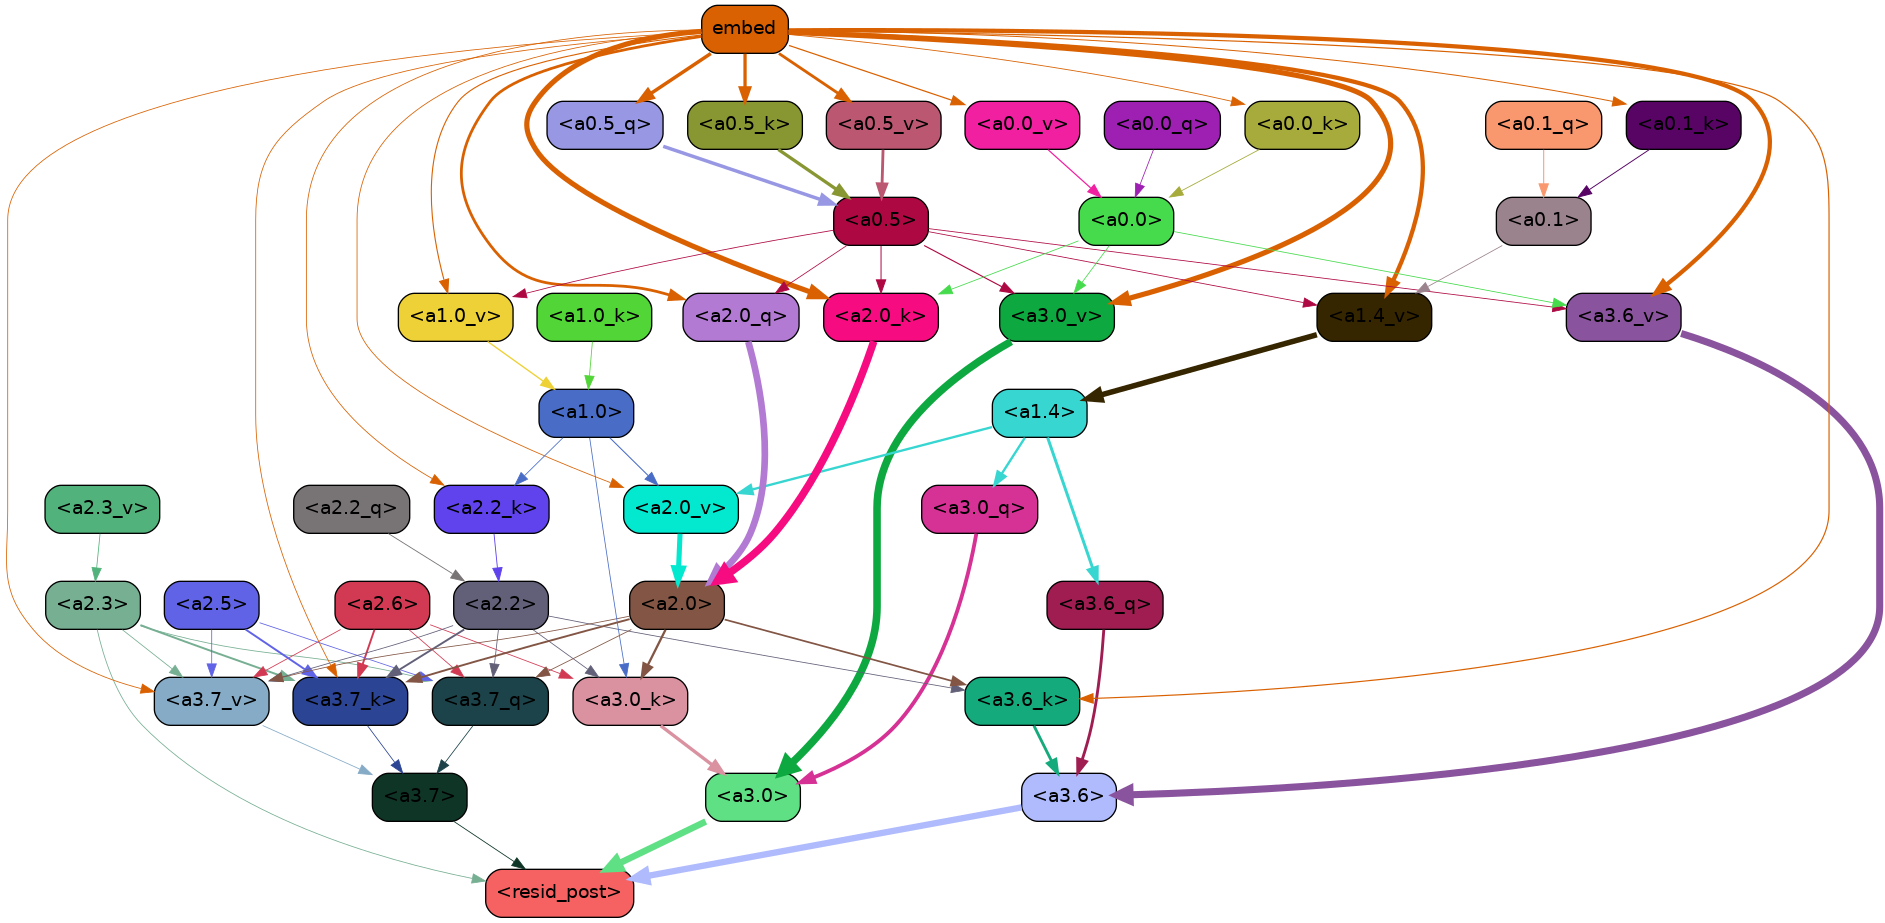 embed
<a0.5_q>
<a0.5_k>
<a0.5_v>
<a0.0_v>
<a0.0_q>
<a0.0_k>
<a0.1_q>
<a0.1_k>
<a0.5>
<a0.0>
<a0.1>
<a1.0_v>
<a1.0_k>
<a2.0_q>
<a2.0_k>
<a3.0_v>
<a1.4_v>
<a3.6_v>
<a1.0>
<a1.4>
<a2.3_v>
<a2.2_q>
<a2.2_k>
<a2.0_v>
<a3.0_q>
<a2.3>
<a2.5>
<a2.6>
<a2.2>
<a2.0>
<a3.6_q>
<a3.7_v>
<a3.7_k>
<a3.7_q>
<a3.0_k>
<a3.6_k>
<a3.7>
<a3.0>
<a3.6>
<resid_post>